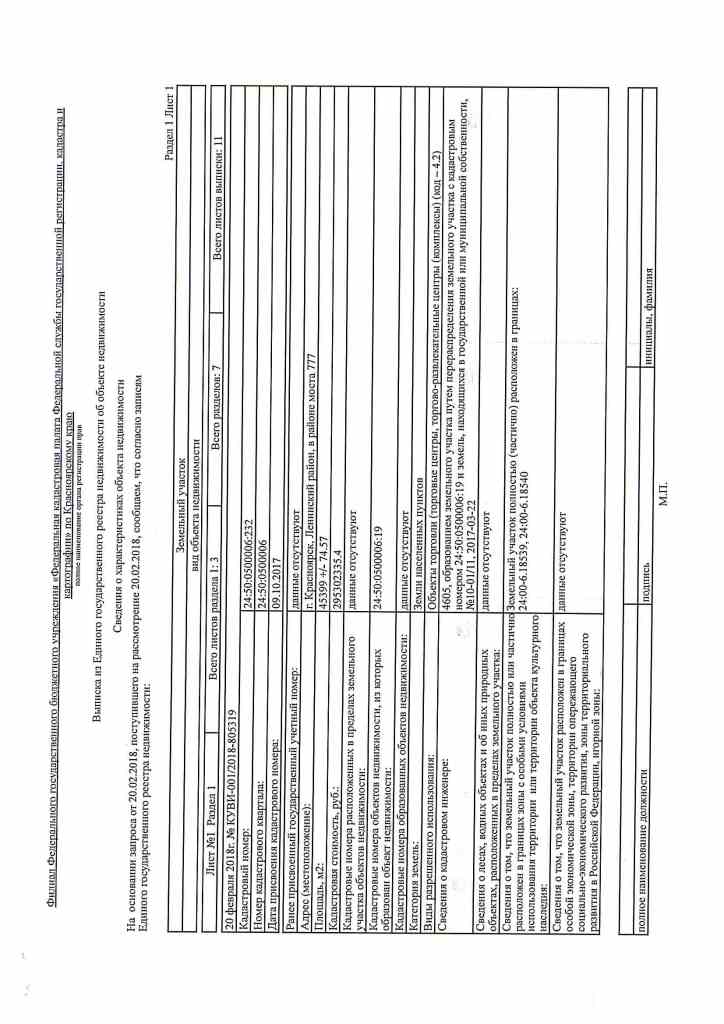 Филиал Федерального государственного бюджетного учреждения «Федеральная кадастровая палата Федеральной службы государственной регистрации, кадастра и
картографии» по Красноярскому краю
полное наименование органа регистрации прав
Выписка из Единого государственного реестра недвижимости об объекте недвижимости
Сведения о характеристиках объекта недвижимости
На основании запроса от 20.02.2018, поступившего на рассмотрение 20.02.2018, сообщаем, что согласно записям
Единого государственного реестра недвижимости:
Раздел 1 Лист 1
Земельный участок
вид объекта недвижимости
Лист №1 Раздел 1 Всего листов раздела 1: 3 Всего разделов: 7 Всего листов выписки: 11
20 февраля 2018г. № КУВИ-001/2018-805319
Кадастровый номер: 24:50:0500006:232
Номер кадастрового квартала: 24:50:0500006
Дата присвоения кадастрового номера: 09.10.2017
Ранее присвоенный государственный учетный номер: данные отсутствуют
Адрес (местоположение): г. Красноярск, Ленинский район, в районе моста 777
Площадь, м2: 45399 +/- 74.57
Кадастровая стоимость, руб.: 295302335.4
Кадастровые номера расположенных в пределах земельного
участка объектов недвижимости: данные отсутствуют
Кадастровые номера объектов недвижимости, из которых
образован объект недвижимости: 24:50:0500006:19
Кадастровые номера образованных объектов недвижимости: данные отсутствуют
Категория земель: Земли населенных пунктов
Виды разрешенного использования: Объекты торговли (торговые центры, торгово-развлекательные центры (комплексы) (код – 4.2)
Сведения о кадастровом инженере: 4605, образованием земельного участка путем перераспределения земельного участка с кадастровым
номером 24:50:0500006:19 и земель, находящихся в государственной или муниципальной собственности,
№10-01/11, 2017-03-22
Сведения о лесах, водных объектах и об иных природных
объектах, расположенных в пределах земельного участка: данные отсутствуют
Сведения о том, что земельный участок полностью или частично
расположен в границах зоны с особыми условиями
использования территории или территории объекта культурного
наследия: Земельный участок полностью (частично) расположен в границах:
24:00-6.18539, 24:00-6.18540
Сведения о том, что земельный участок расположен в границах
особой экономической зоны, территории опережающего
социально-экономического развития, зоны территориального
развития в Российской Федерации, игорной зоны: данные отсутствуют
полное наименование должности подпись инициалы, фамилия
М.П.